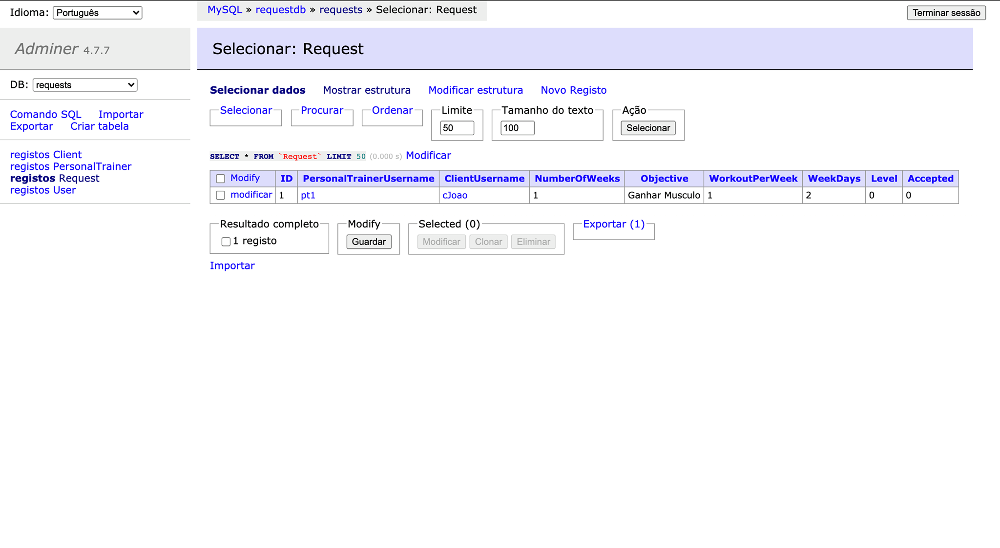 Idioma: Português
MySQL » requestdb » requests » Selecionar: Request
Terminar sessão
Adminer 4.7.7
Selecionar: Request
DB: requests
Comando SQL Importar
Exportar Criar tabela
registos Client
registos PersonalTrainer
registos Request
registos User
Selecionar dados Mostrar estrutura Modificar estrutura Novo Registo
Selecionar Procurar Ordenar Limite Tamanho do texto Ação
50 100 Selecionar
SELECT * FROM `Request` LIMIT 50 (0.000 s) Modificar
Modify ID PersonalTrainerUsername ClientUsername NumberOfWeeks Objective WorkoutPerWeek WeekDays Level Accepted
modificar 1 pt1 cJoao 1 Ganhar Musculo 1 2 0 0
Resultado completo Modify Selected (0) Exportar (1)
1 registo Guardar Modificar Clonar Eliminar
Importar